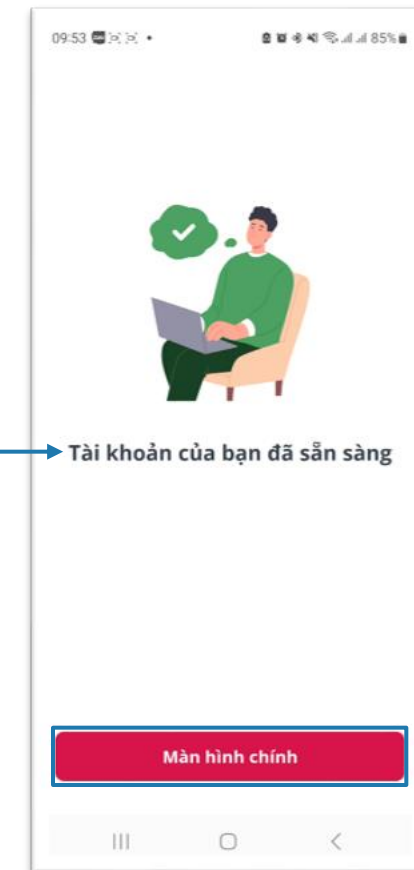 09:53
85%
Tài khoản của bạn đã sẵn sàng
Màn hình chính